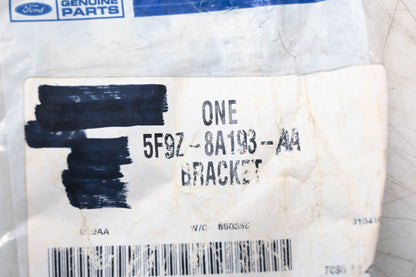 Ford
GENUINE
PARTS
ONE
5F9Z-8A193-AA
BRACKET
W/C